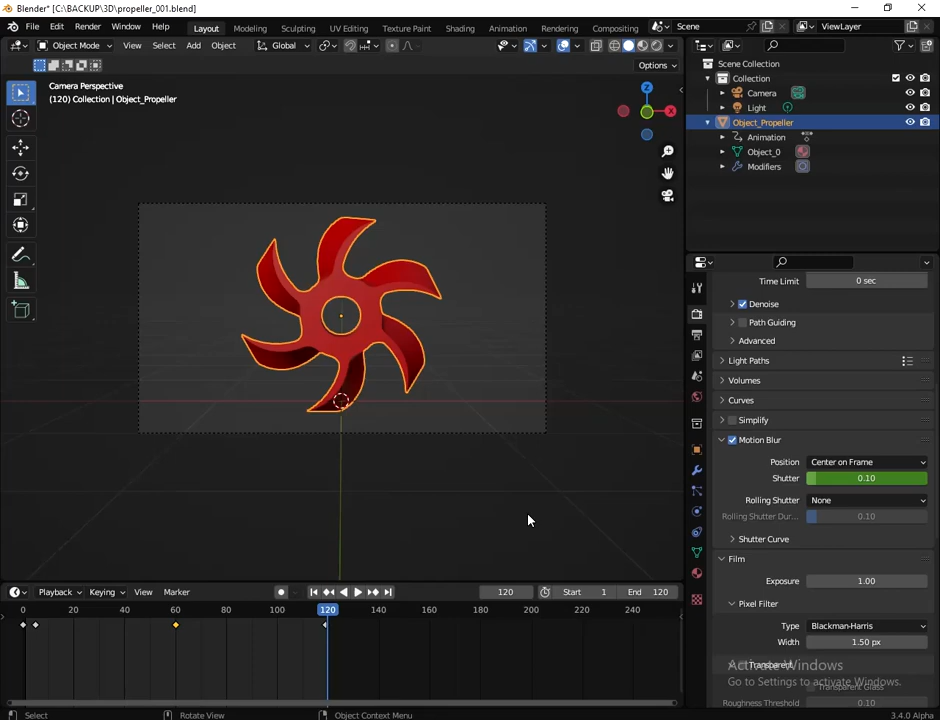 Blender* [C:\BACKUP\3D\propeller_001.blend]
File Edit Render Window Help Layout Modeling Sculpting UV Editing Texture Paint Shading Animation Rendering Scene ViewLayer
Object Mode View Select Add Object Global
Options
Camera Perspective
(120) Collection | Object_Propeller
Z
X
Scene Collection
Collection
Camera
Light
Object_Propeller
Animation
Object_0
Modifiers
Time Limit 0 sec
Denoise
Path Guiding
Advanced
Light Paths
Volumes
Curves
Simplify
Motion Blur
Position Center on Frame
Shutter 0.10
Rolling Shutter None
Rolling Shutter Dur... 0.10
Shutter Curve
Film
Exposure 1.00
Pixel Filter
Type Blackman-Harris
Width 1.50 px
Transparent
Transparent Glass
Roughness Threshold 0.10
Activate Windows
Go to Settings to activate Windows.
Playback Keying View Marker 120 Start 1 End 120
0 20 40 60 80 100 120 140 160 180 200 220 240
Select Rotate View Object Context Menu 3.4.0 Alpha